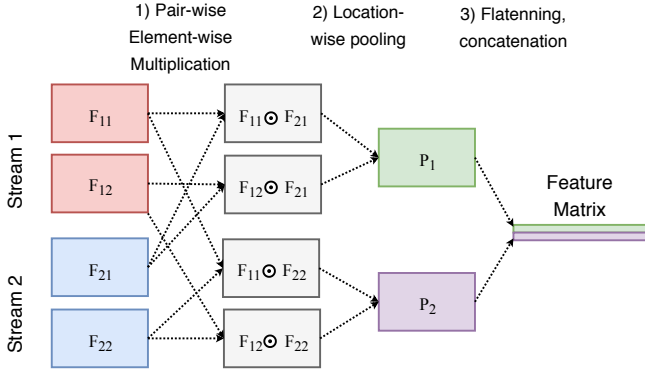 1) Pair-wise
Element-wise
Multiplication
2) Location-
wise pooling
3) Flatenning,
concatenation
Stream 1
Stream 2
F11
F12
F21
F22
F11 ⊙ F21
F12 ⊙ F21
F11 ⊙ F22
F12 ⊙ F22
P1
P2
Feature
Matrix